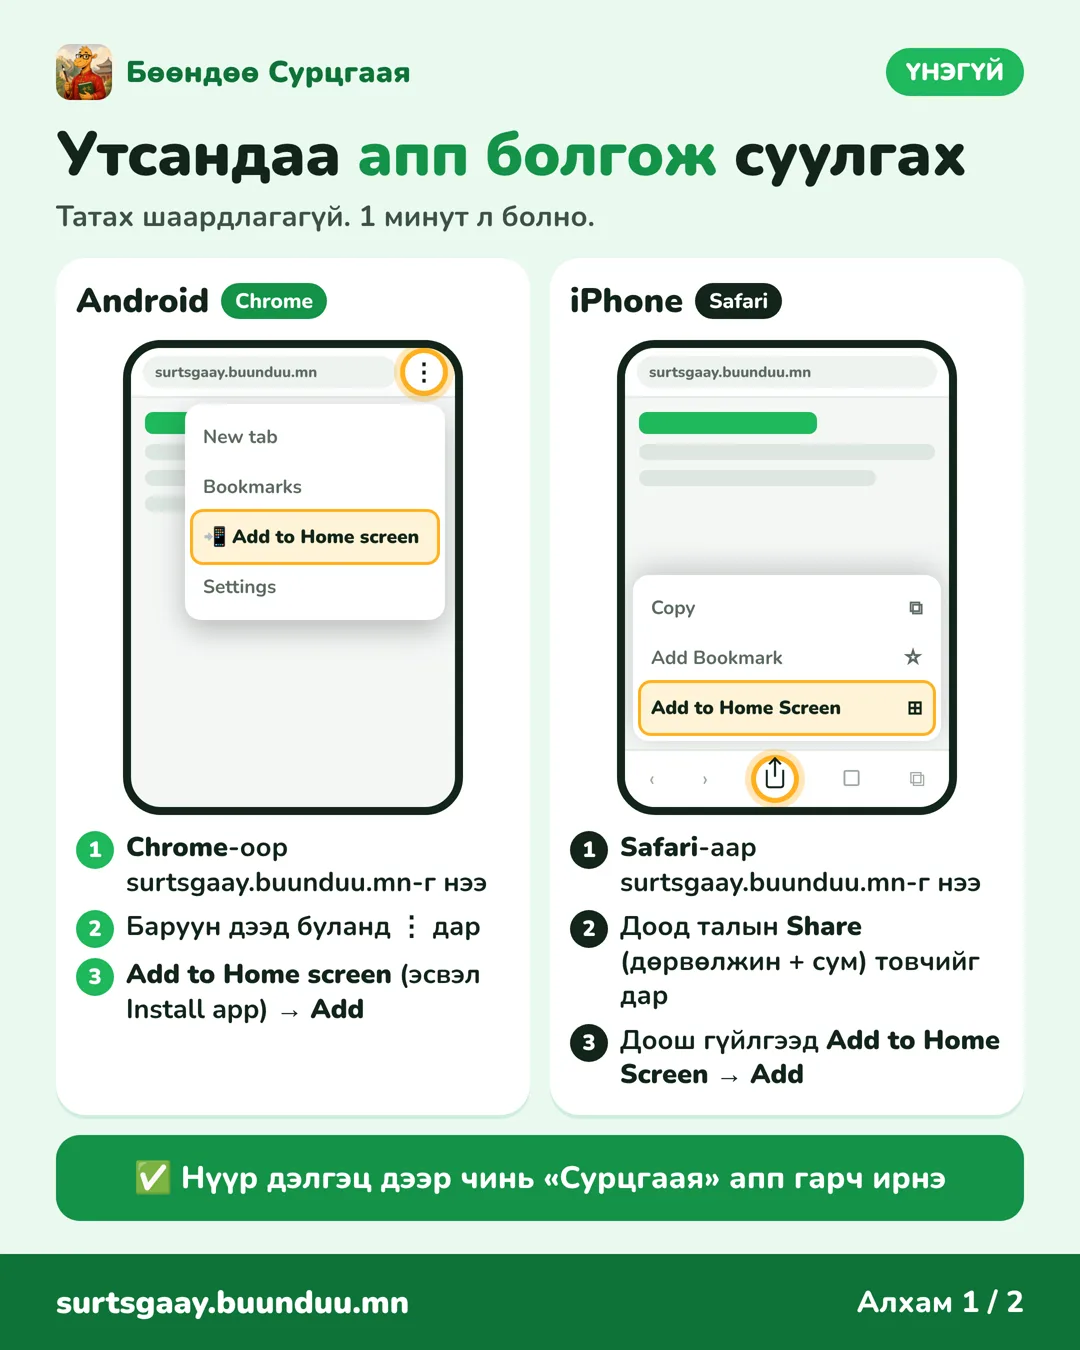 Бөөндөө Сурцгаая
ҮНЭГҮЙ
Утсандаа апп болгож суулгах
Татах шаардлагагүй. 1 минут л болно.
Android Chrome
surtsgaay.buunduu.mn ⋮
New tab
Bookmarks
📲 Add to Home screen
Settings
1 Chrome-оор
surtsgaay.buunduu.mn-г нээ
2 Баруун дээд буланд ⋮ дар
3 Add to Home screen (эсвэл
Install app) → Add
iPhone Safari
surtsgaay.buunduu.mn
Copy
Add Bookmark
Add to Home Screen
1 Safari-аар
surtsgaay.buunduu.mn-г нээ
2 Доод талын Share
(дөрвөлжин + сум) товчийг
дар
3 Доош гүйлгээд Add to Home
Screen → Add
✅ Нүүр дэлгэц дээр чинь «Сурцгаая» апп гарч ирнэ
surtsgaay.buunduu.mn
Алхам 1 / 2